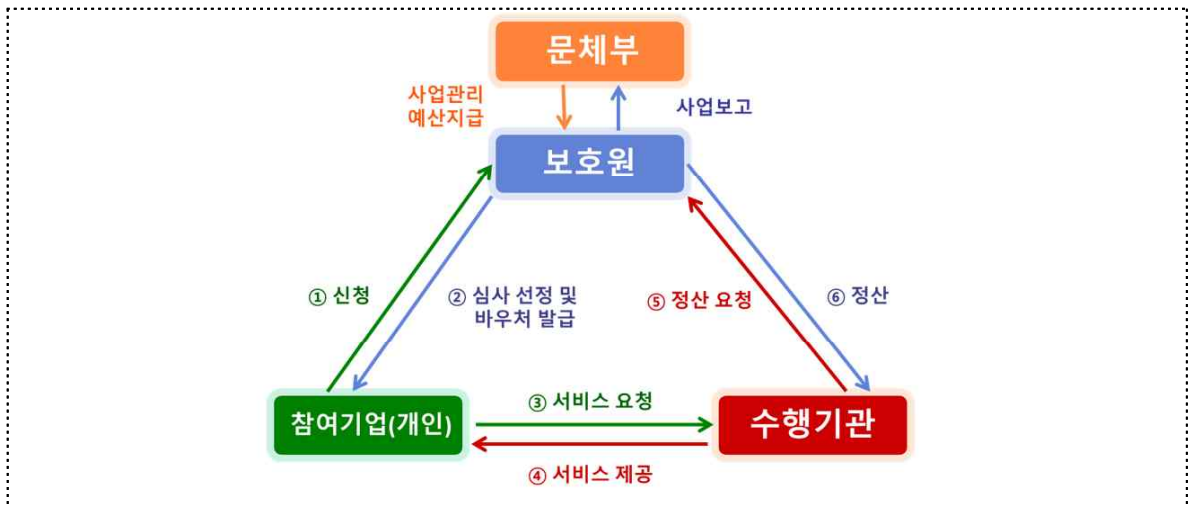 문체부
사업관리
예산지급
사업보고
보호원
① 신청
② 심사 선정 및
바우처 발급
⑤ 정산 요청
⑥ 정산
③ 서비스 요청
참여기업(개인)
수행기관
④ 서비스 제공